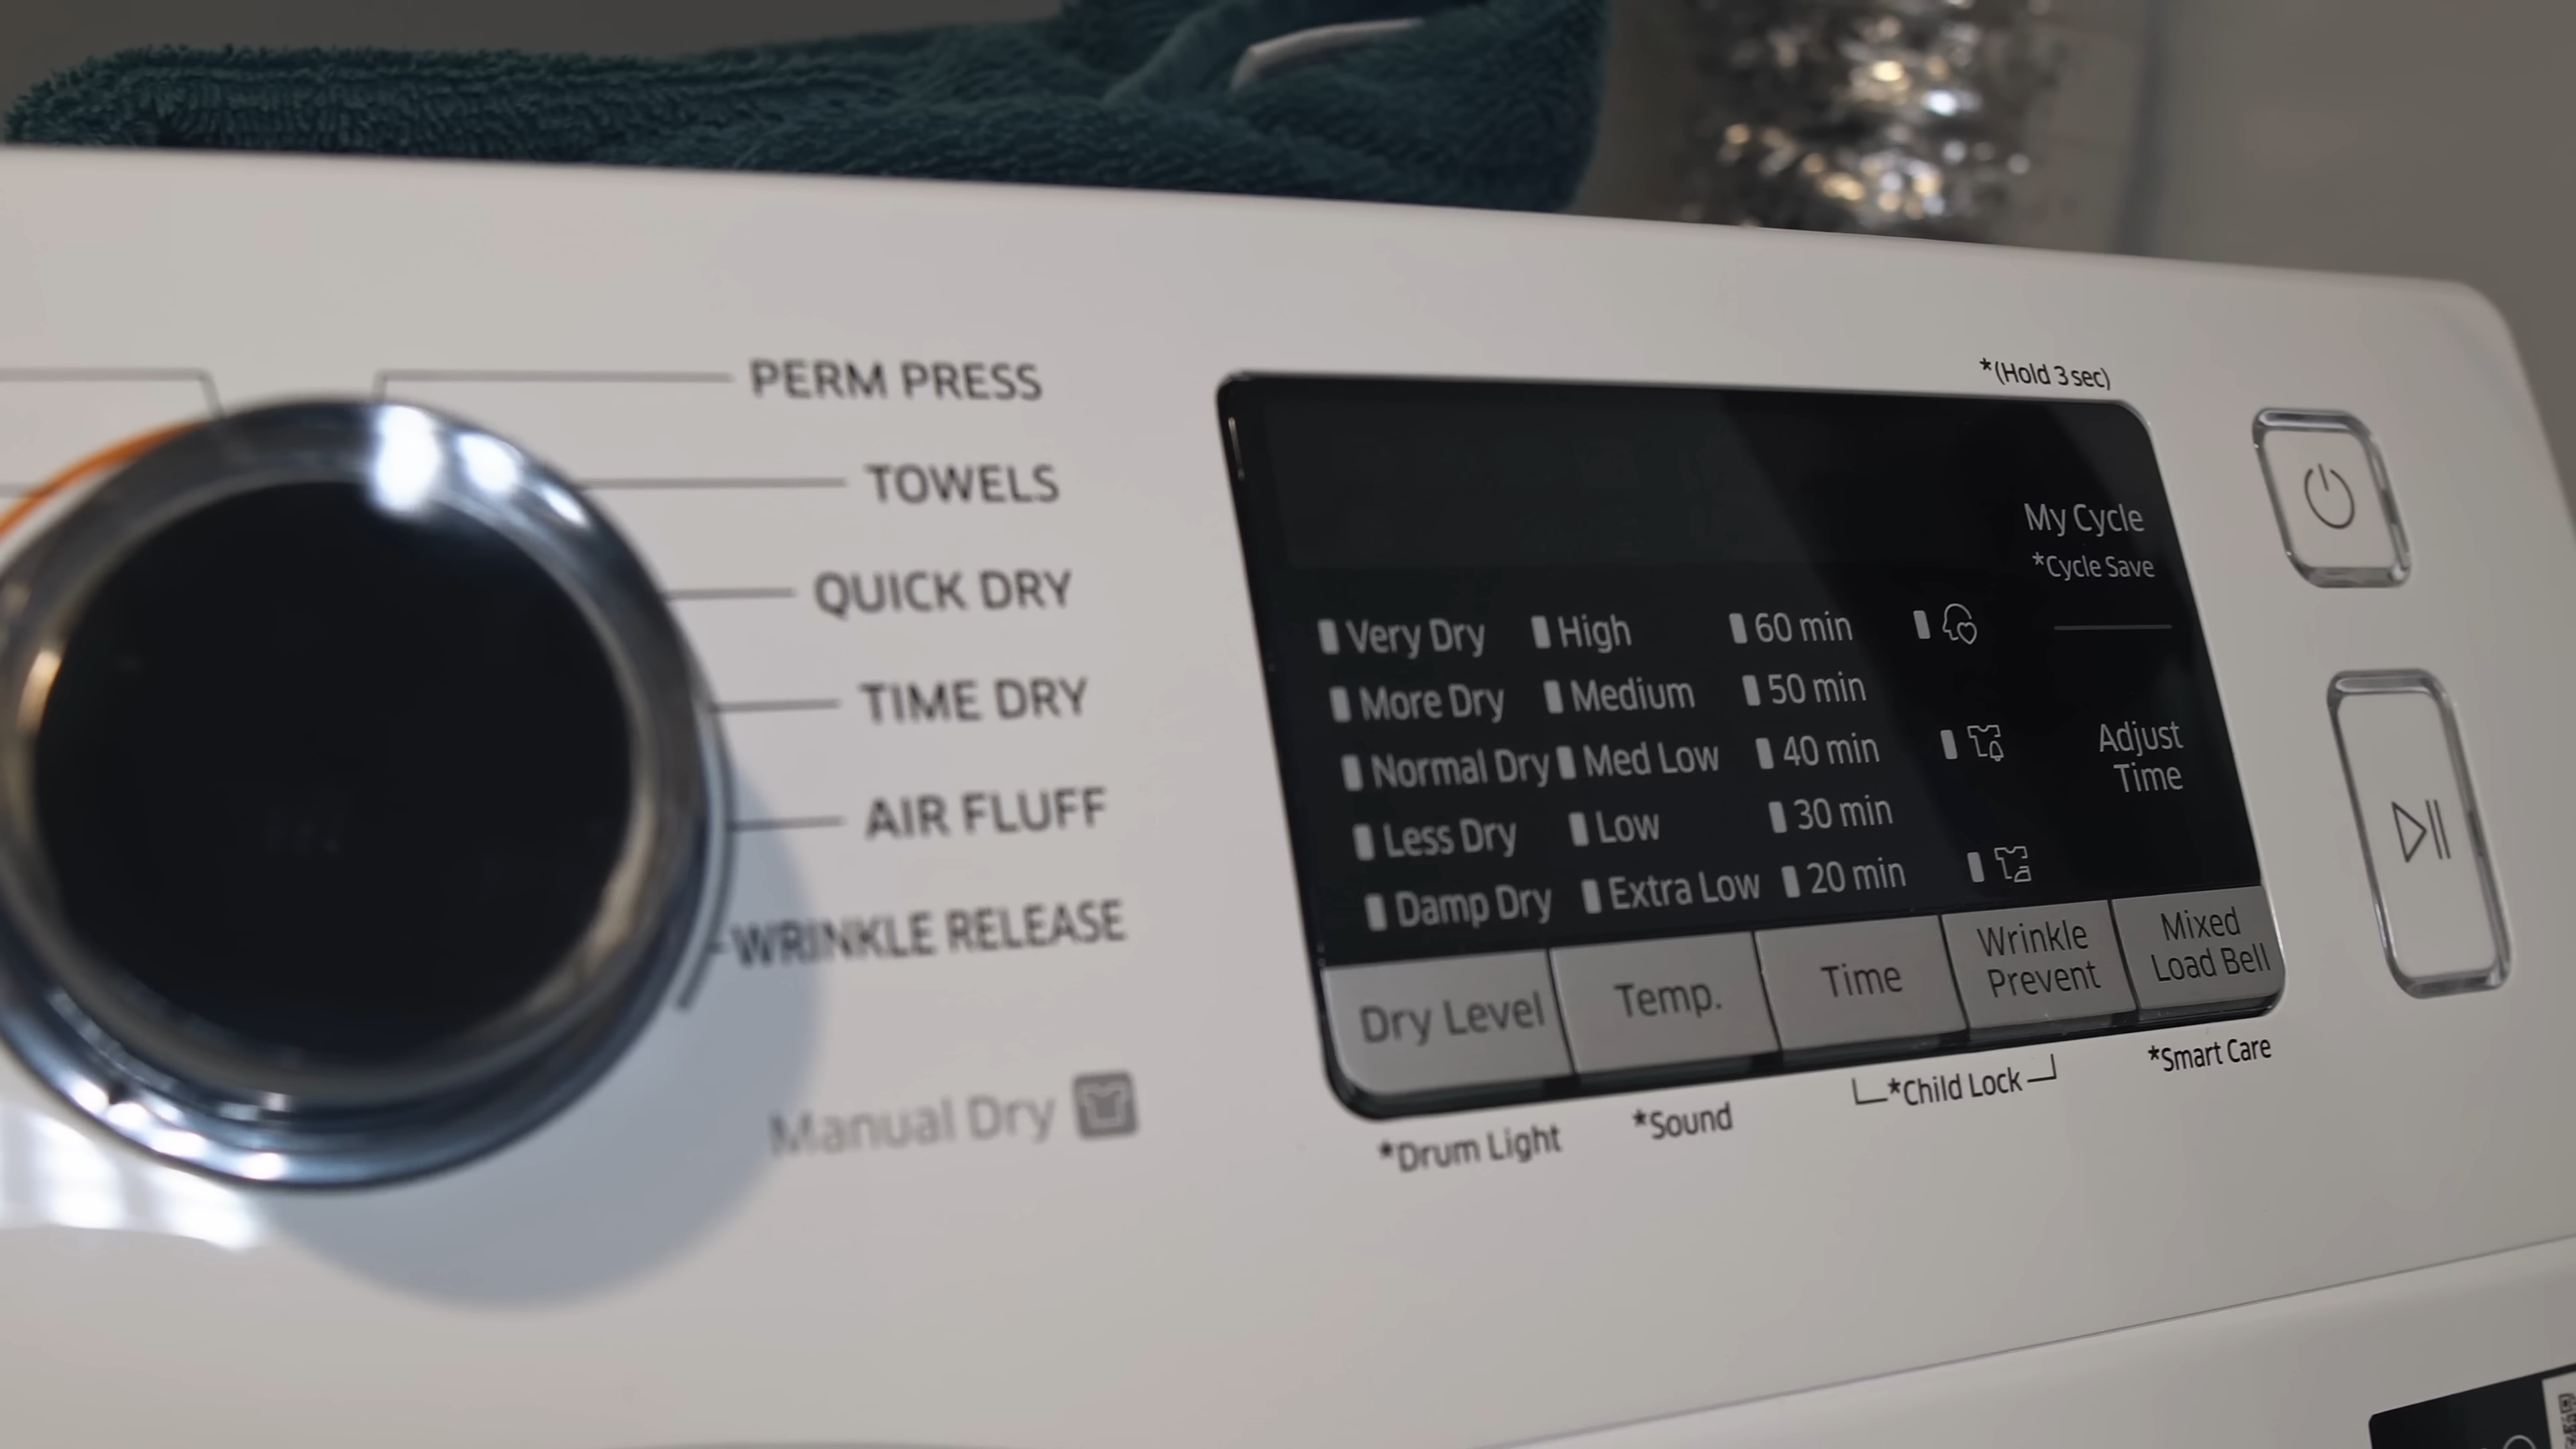 PERM PRESS
TOWELS
QUICK DRY
TIME DRY
AIR FLUFF
WRINKLE RELEASE
Manual Dry
*(Hold 3 sec)
My Cycle
*Cycle Save
Very Dry High 60 min
More Dry Medium 50 min
Normal Dry Med Low 40 min
Less Dry Low 30 min
Damp Dry Extra Low 20 min
Adjust
Time
Dry Level
Temp.
Time
Wrinkle
Prevent
Mixed
Load Bell
*Drum Light
*Sound
*Child Lock
*Smart Care